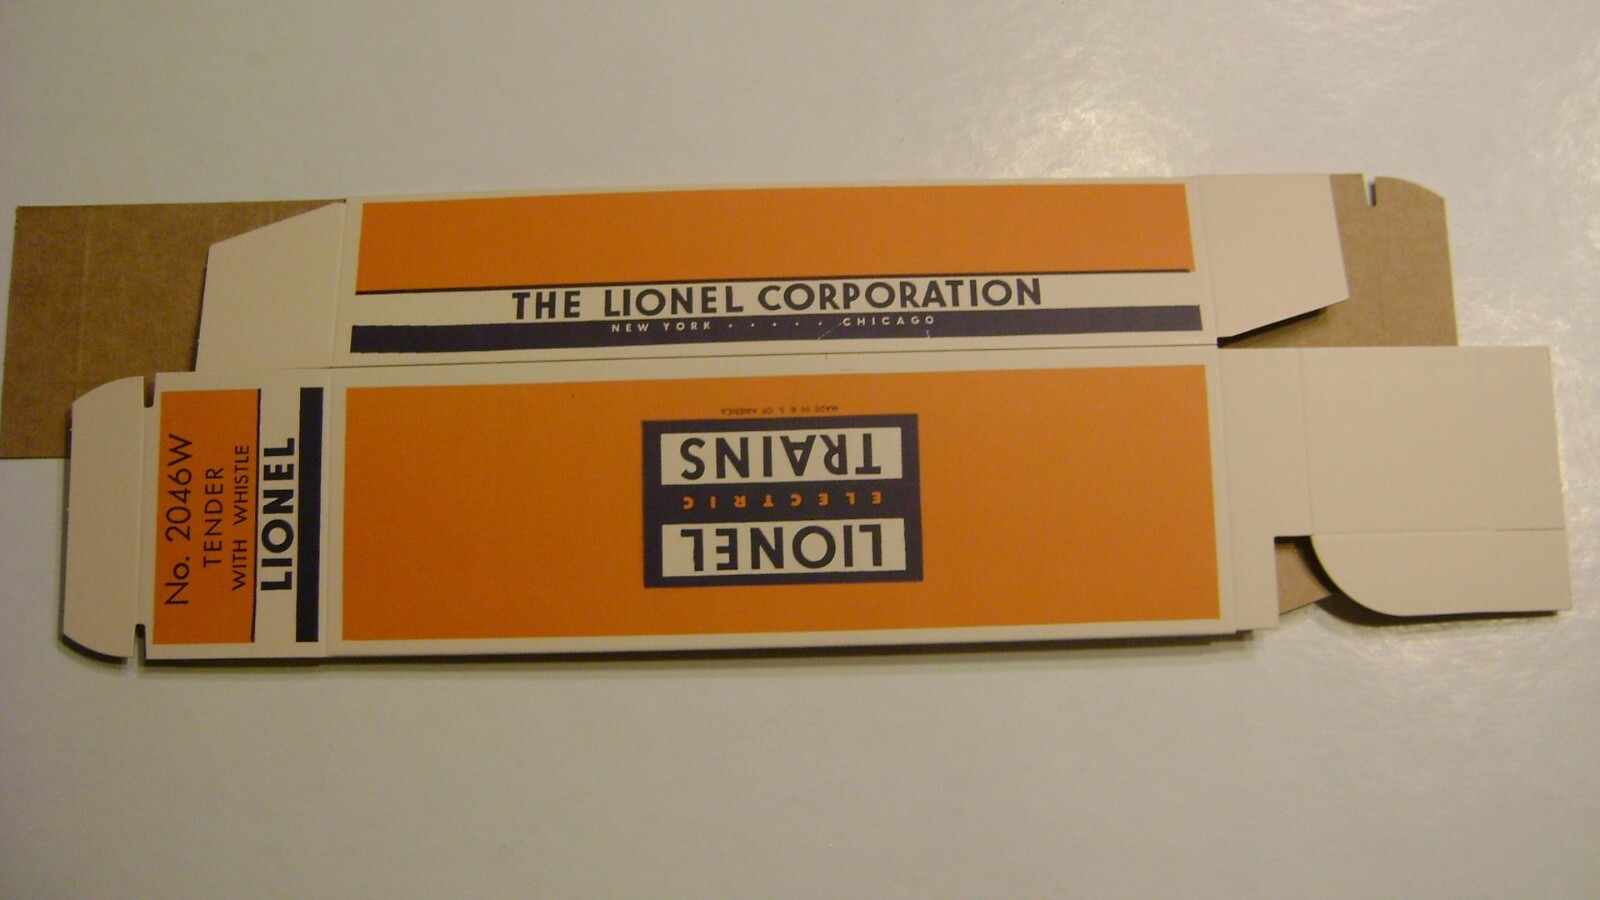 THE LIONEL CORPORATION
NEW YORK · · · · · CHICAGO
No. 2046W
TENDER
WITH WHISTLE
LIONEL
LIONEL
ELECTRIC
TRAINS
MADE IN U. S. OF AMERICA